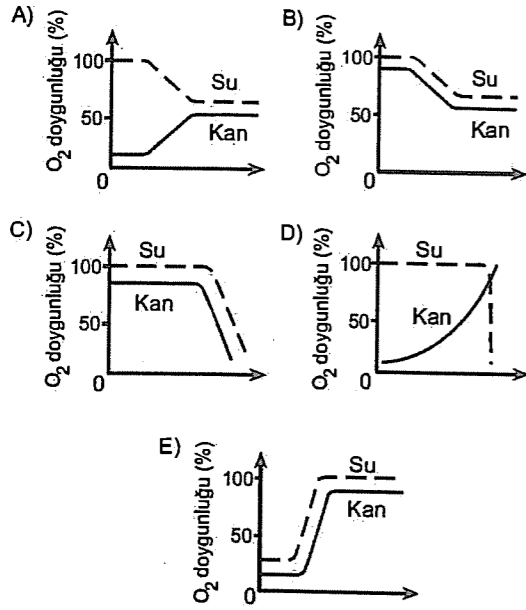 A)
O₂ doygunluğu (%)
100
50
0
Su
Kan
B)
O₂ doygunluğu (%)
100
50
0
Su
Kan
C)
O₂ doygunluğu (%)
100
50
0
Su
Kan
D)
O₂ doygunluğu (%)
100
50
0
Su
Kan
E)
O₂ doygunluğu (%)
100
50
0
Su
Kan